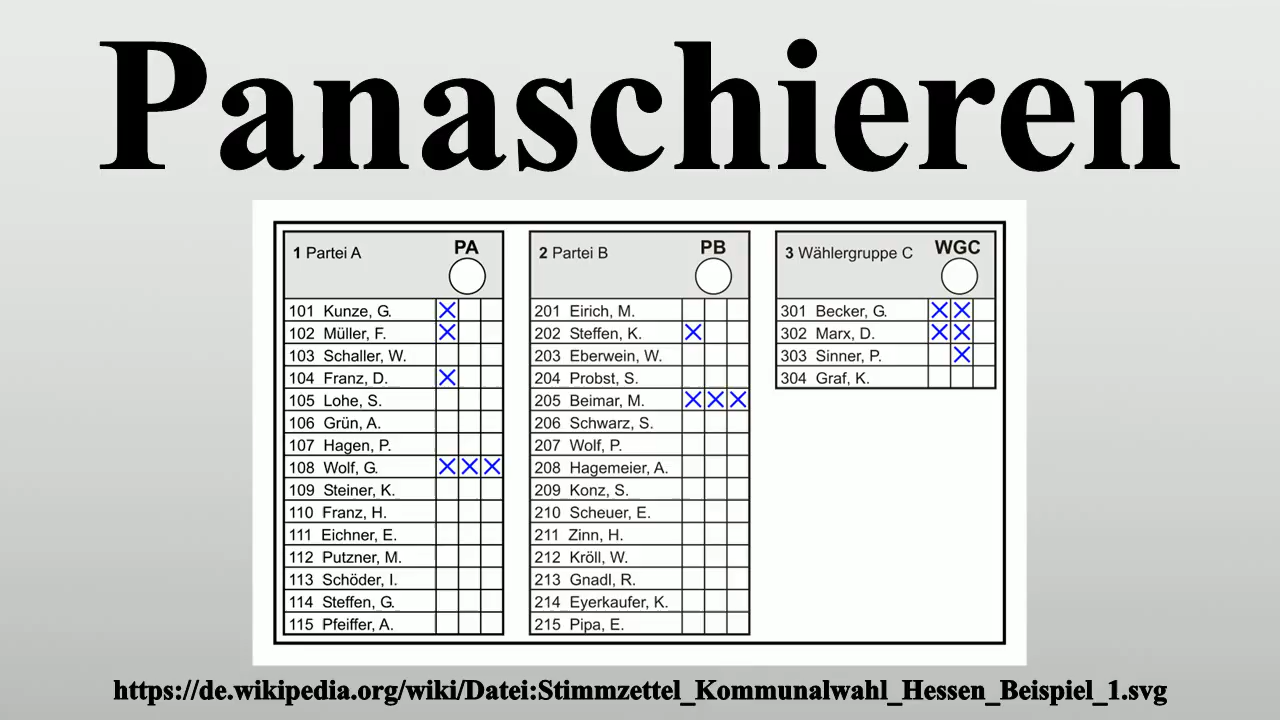 Panaschieren
1 Partei A PA
101 Kunze, G.
102 Müller, F.
103 Schaller, W.
104 Franz, D.
105 Lohe, S.
106 Grün, A.
107 Hagen, P.
108 Wolf, G.
109 Steiner, K.
110 Franz, H.
111 Eichner, E.
112 Putzner, M.
113 Schöder, I.
114 Steffen, G.
115 Pfeiffer, A.
2 Partei B PB
201 Eirich, M.
202 Steffen, K.
203 Eberwein, W.
204 Probst, S.
205 Beimar, M.
206 Schwarz, S.
207 Wolf, P.
208 Hagemeier, A.
209 Konz, S.
210 Scheuer, E.
211 Zinn, H.
212 Kröll, W.
213 Gnadl, R.
214 Eyerkaufer, K.
215 Pipa, E.
3 Wählergruppe C WGC
301 Becker, G.
302 Marx, D.
303 Sinner, P.
304 Graf, K.
https://de.wikipedia.org/wiki/Datei:Stimmzettel_Kommunalwahl_Hessen_Beispiel_1.svg